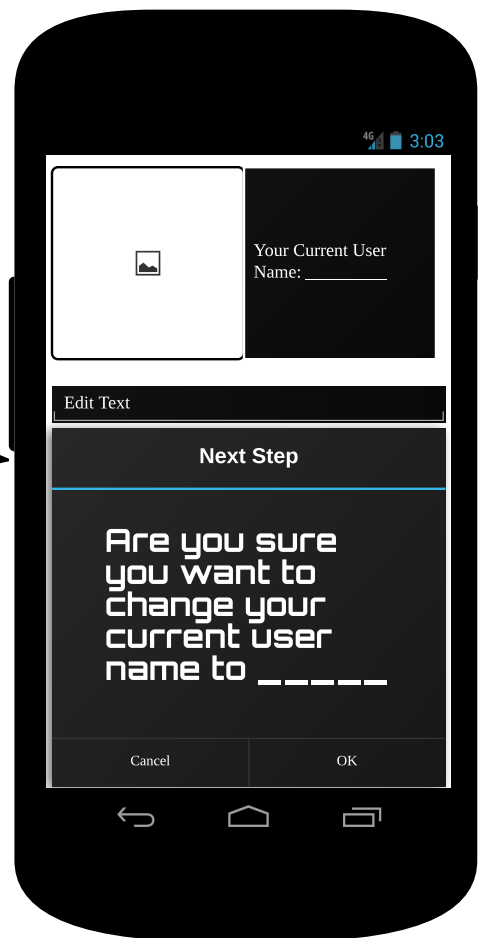 4G 3:03
Your Current User
Name: _________
Edit Text
Next Step
Are you sure
you want to
change your
current user
name to _____
Cancel OK